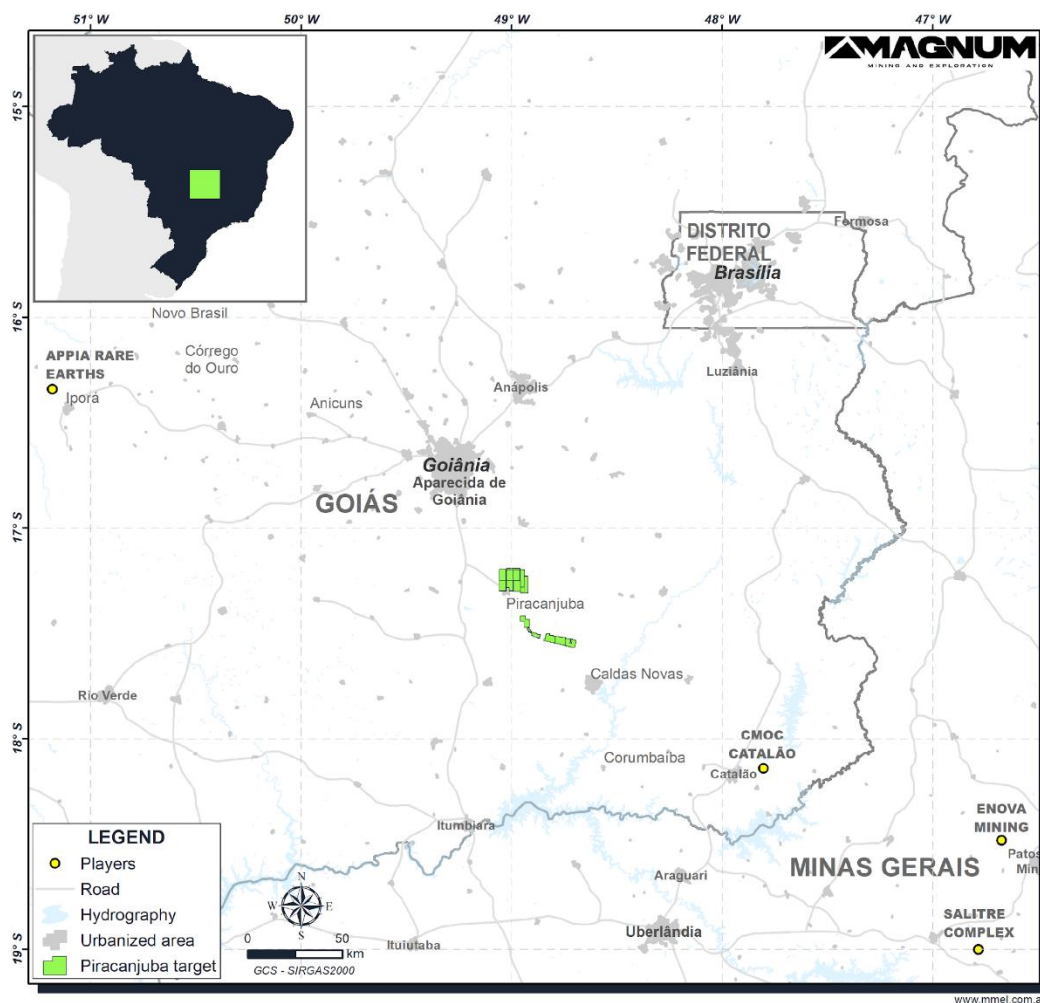 51° W
50° W
49° W
48° W
47° W
MAGNUM
MINING AND EXPLORATION
15° S
16° S
17° S
18° S
19° S
DISTRITO
FEDERAL
Brasília
Formosa
Novo Brasil
Córrego
do Ouro
APPIA RARE
EARTHS
Iporá
Anicuns
Anápolis
Luziânia
Goiânia
Aparecida de
Goiânia
GOIÁS
Piracanjuba
Caldas Novas
Rio Verde
CMOC
CATALÃO
Corumbaíba
Catalão
Itumbiara
ENOVA
MINING
Patos
Min
MINAS GERAIS
Araguari
SALITRE
COMPLEX
Uberlândia
Ituiutaba
LEGEND
Players
Road
Hydrography
Urbanized area
Piracanjuba target
N
W E
S
0 50
km
GCS - SIRGAS2000
www.mmel.com.a